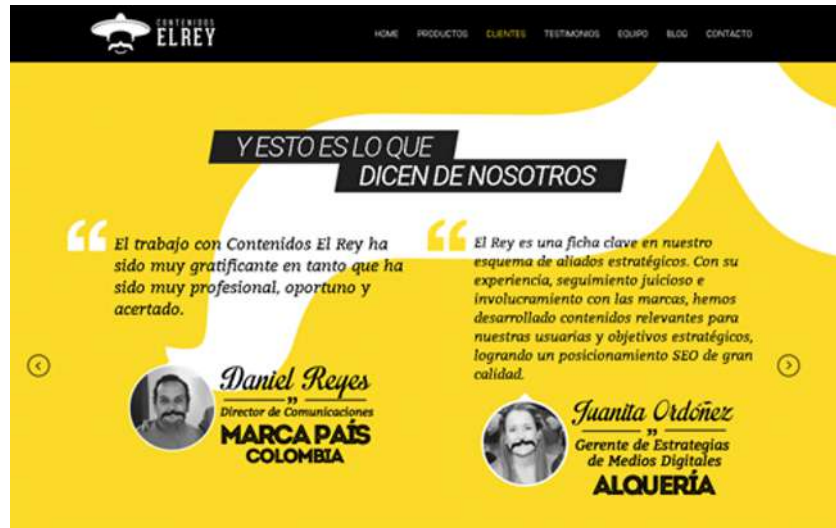 CONTENIDOS
EL REY
HOME PRODUCTOS CLIENTES TESTIMONIOS EQUIPO BLOG CONTACTO
Y ESTO ES LO QUE
DICEN DE NOSOTROS
“
El trabajo con Contenidos El Rey ha
sido muy gratificante en tanto que ha
sido muy profesional, oportuno y
acertado.
Daniel Reyes
”
Director de Comunicaciones
MARCA PAÍS
COLOMBIA
“
El Rey es una ficha clave en nuestro
esquema de aliados estratégicos. Con su
experiencia, seguimiento juicioso e
involucramiento con las marcas, hemos
desarrollado contenidos relevantes para
nuestras usuarias y objetivos estratégicos,
logrando un posicionamiento SEO de gran
calidad.
Juanita Ordóñez
”
Gerente de Estrategias
de Medios Digitales
ALQUERÍA